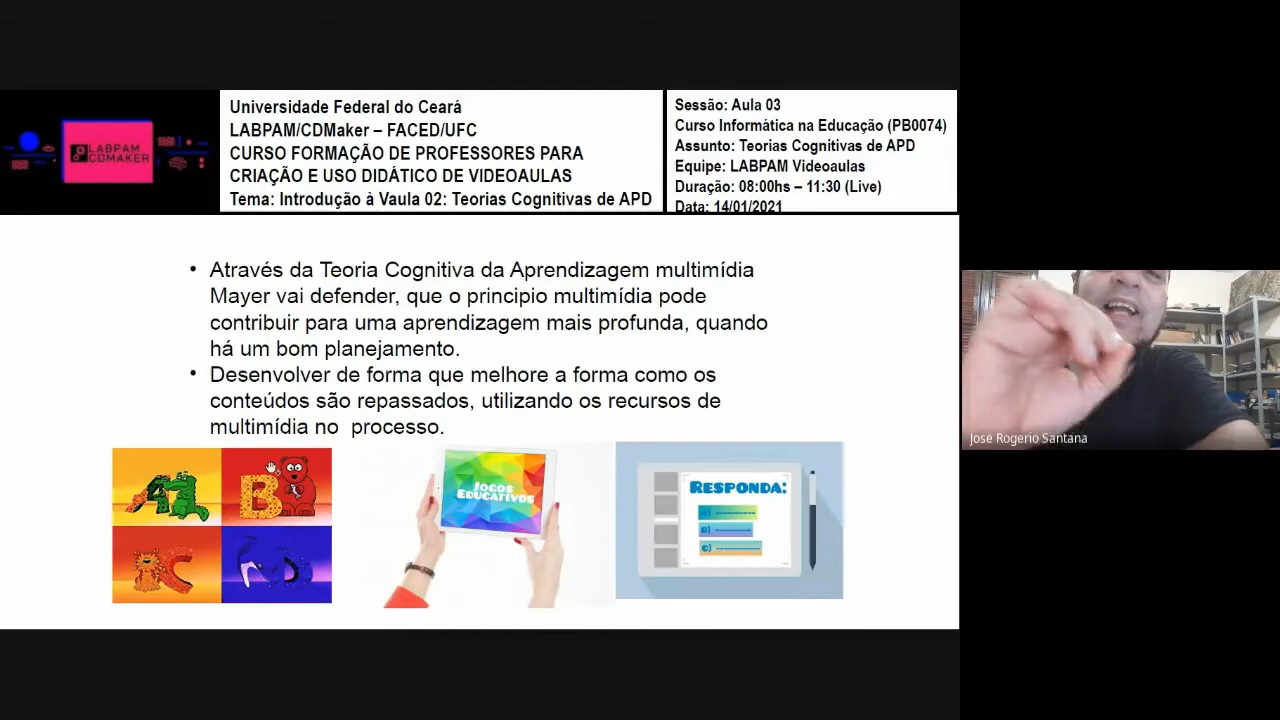 LABPAM
CDMAKER
Universidade Federal do Ceará
LABPAM/CDMaker – FACED/UFC
CURSO FORMAÇÃO DE PROFESSORES PARA
CRIAÇÃO E USO DIDÁTICO DE VIDEOAULAS
Tema: Introdução à Vaula 02: Teorias Cognitivas de APD
Sessão: Aula 03
Curso Informática na Educação (PB0074)
Assunto: Teorias Cognitivas de APD
Equipe: LABPAM Videoaulas
Duração: 08:00hs – 11:30 (Live)
Data: 14/01/2021
• Através da Teoria Cognitiva da Aprendizagem multimídia
Mayer vai defender, que o principio multimídia pode
contribuir para uma aprendizagem mais profunda, quando
há um bom planejamento.
• Desenvolver de forma que melhore a forma como os
conteúdos são repassados, utilizando os recursos de
multimídia no  processo.
A
B
C
D
JOGOS
EDUCATIVOS
RESPONDA:
A)
B)
C)
José Rogerio Santana